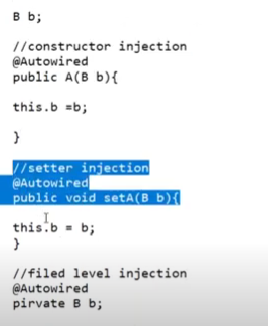 B b;
//constructor injection
@Autowired
public A(B b){
this.b =b;
}
//setter injection
@Autowired
public void setA(B b){
this.b = b;
}
//filed level injection
@Autowired
pirvate B b;